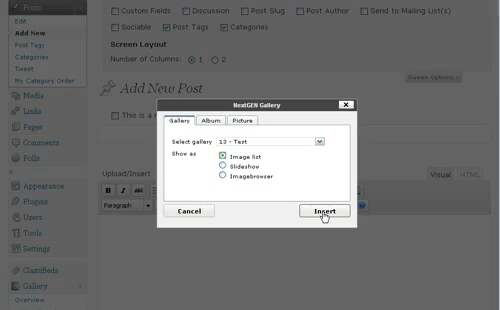 Posts
Custom Fields Discussion Post Slug Post Author Send to Mailing List(s)
Edit
Sociable Post Tags My Categories
Add New
Post Tags
Screen Layout
Categories
Number of Columns: 1 2
Tweet
My Category Order
Screen Options
Media
Add New Post
Links
NextGEN Gallery
Gallery Album Picture
Pages
This is a
Comments
Select gallery 13 - Test
Polls
Show as Image list
Slideshow
Imagebrowser
Upload/Insert
Visual HTML
Appearance
B I ABC
Plugins
Paragraph
Cancel Insert
Users
Tools
Settings
Classifieds
Gallery
Overview